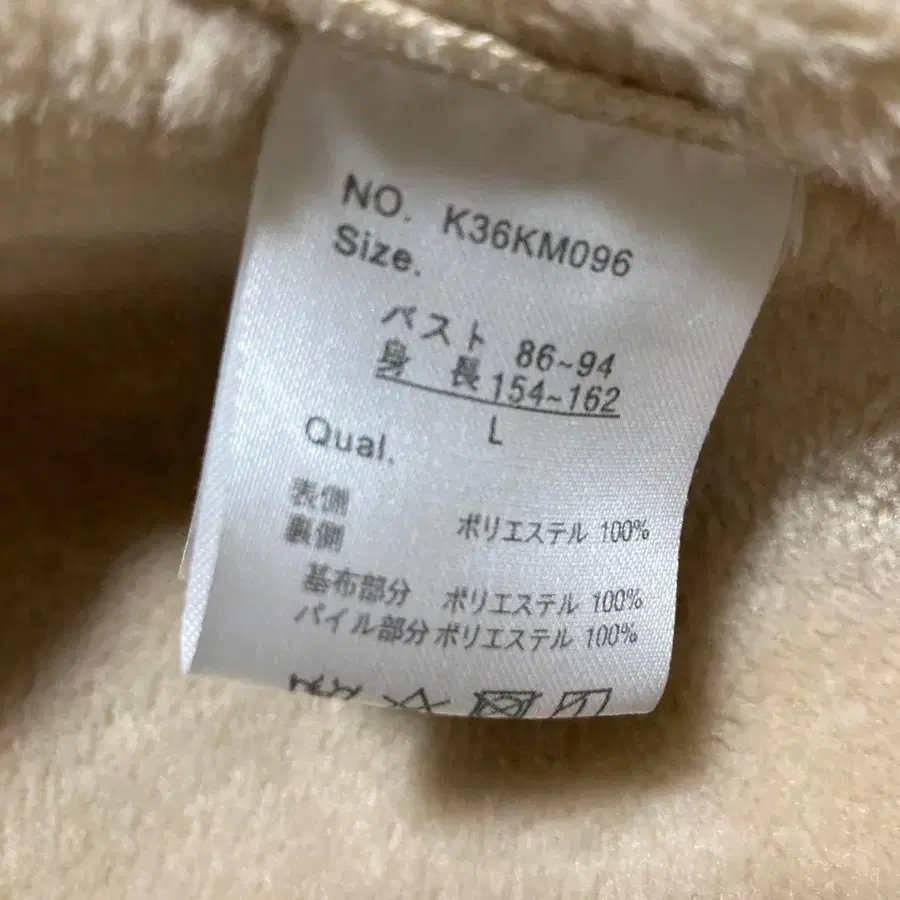 NO. K36KM096
Size.
バスト 86~94
身 長 154~162
L
Qual.
表側 ポリエステル 100%
裏側
基布部分 ポリエステル 100%
パイル部分 ポリエステル 100%